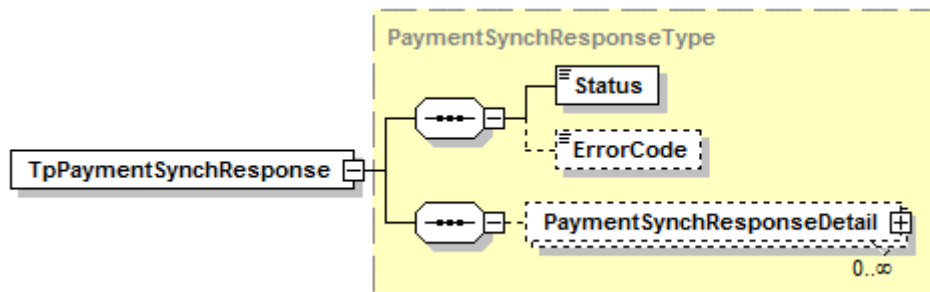 PaymentSynchResponseType
Status
ErrorCode
TpPaymentSynchResponse
PaymentSynchResponseDetail
0..∞